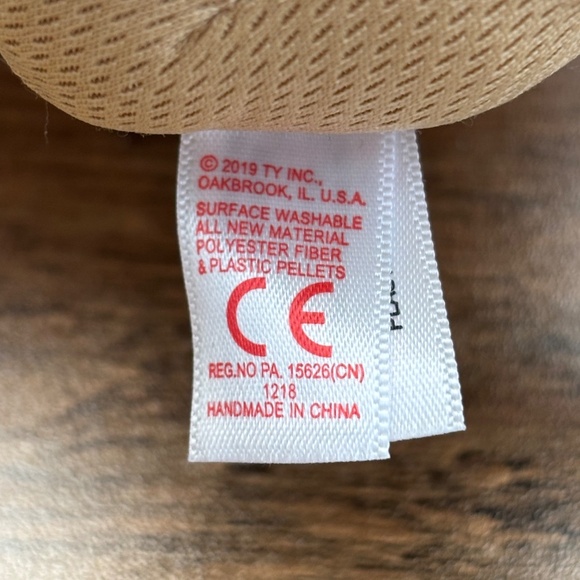 © 2019 TY INC.,
OAKBROOK, IL. U.S.A.
SURFACE WASHABLE
ALL NEW MATERIAL
POLYESTER FIBER
& PLASTIC PELLETS
CE
REG.NO PA. 15626(CN)
1218
HANDMADE IN CHINA